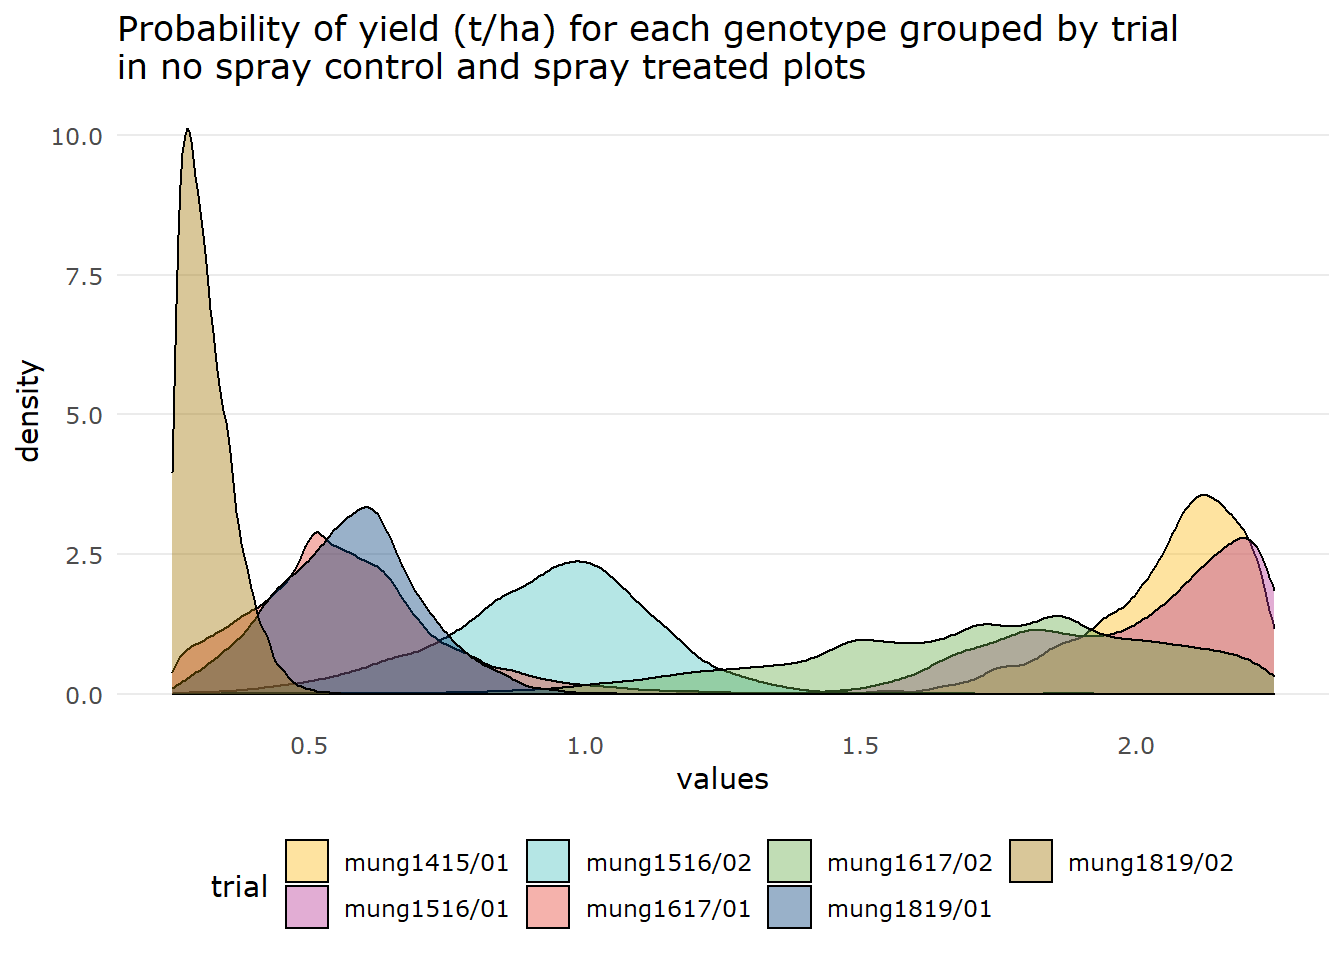 Probability of yield (t/ha) for each genotype grouped by trial
in no spray control and spray treated plots
10.0
7.5
5.0
2.5
0.0
density
0.5 1.0 1.5 2.0
values
trial
mung1415/01 mung1516/02 mung1617/02 mung1819/02
mung1516/01 mung1617/01 mung1819/01